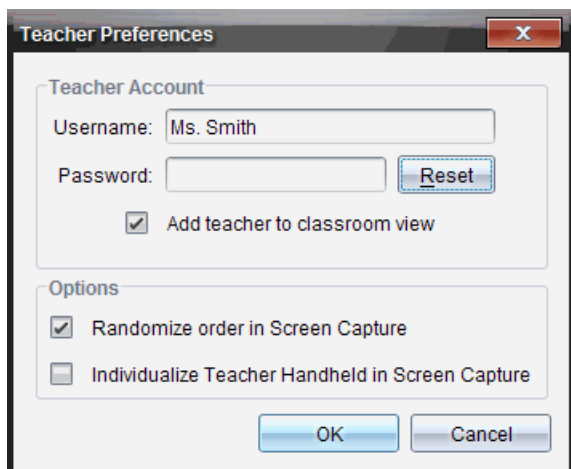 Teacher Preferences
Teacher Account
Username: Ms. Smith
Password: Reset
Add teacher to classroom view
Options
Randomize order in Screen Capture
Individualize Teacher Handheld in Screen Capture
OK Cancel